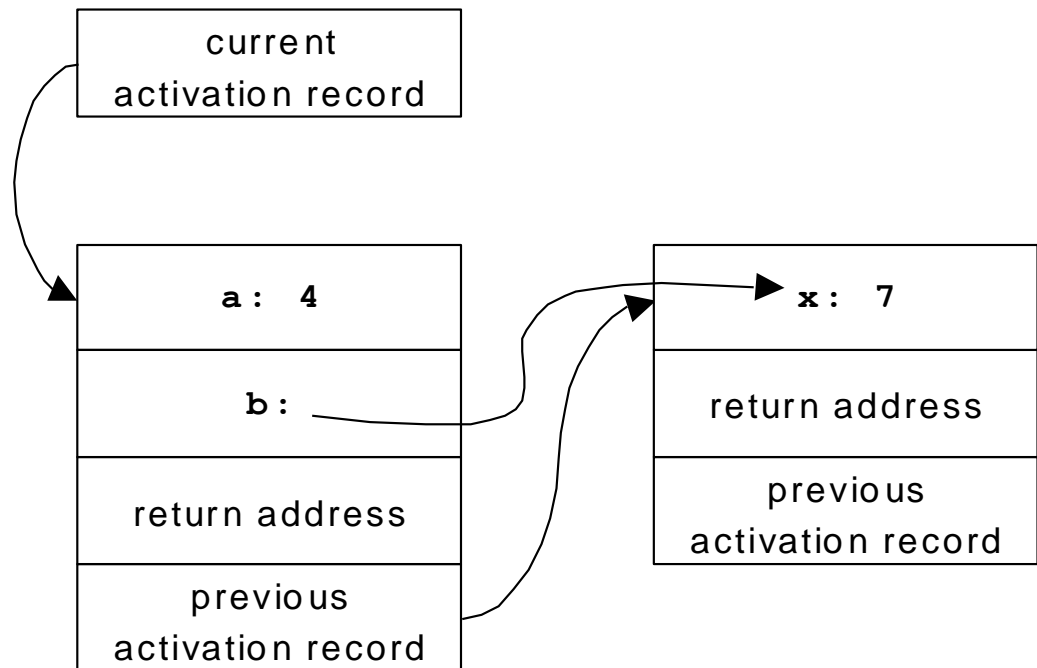 current
activation record
a: 4
b:
return address
previous
activation record
x: 7
return address
previous
activation record